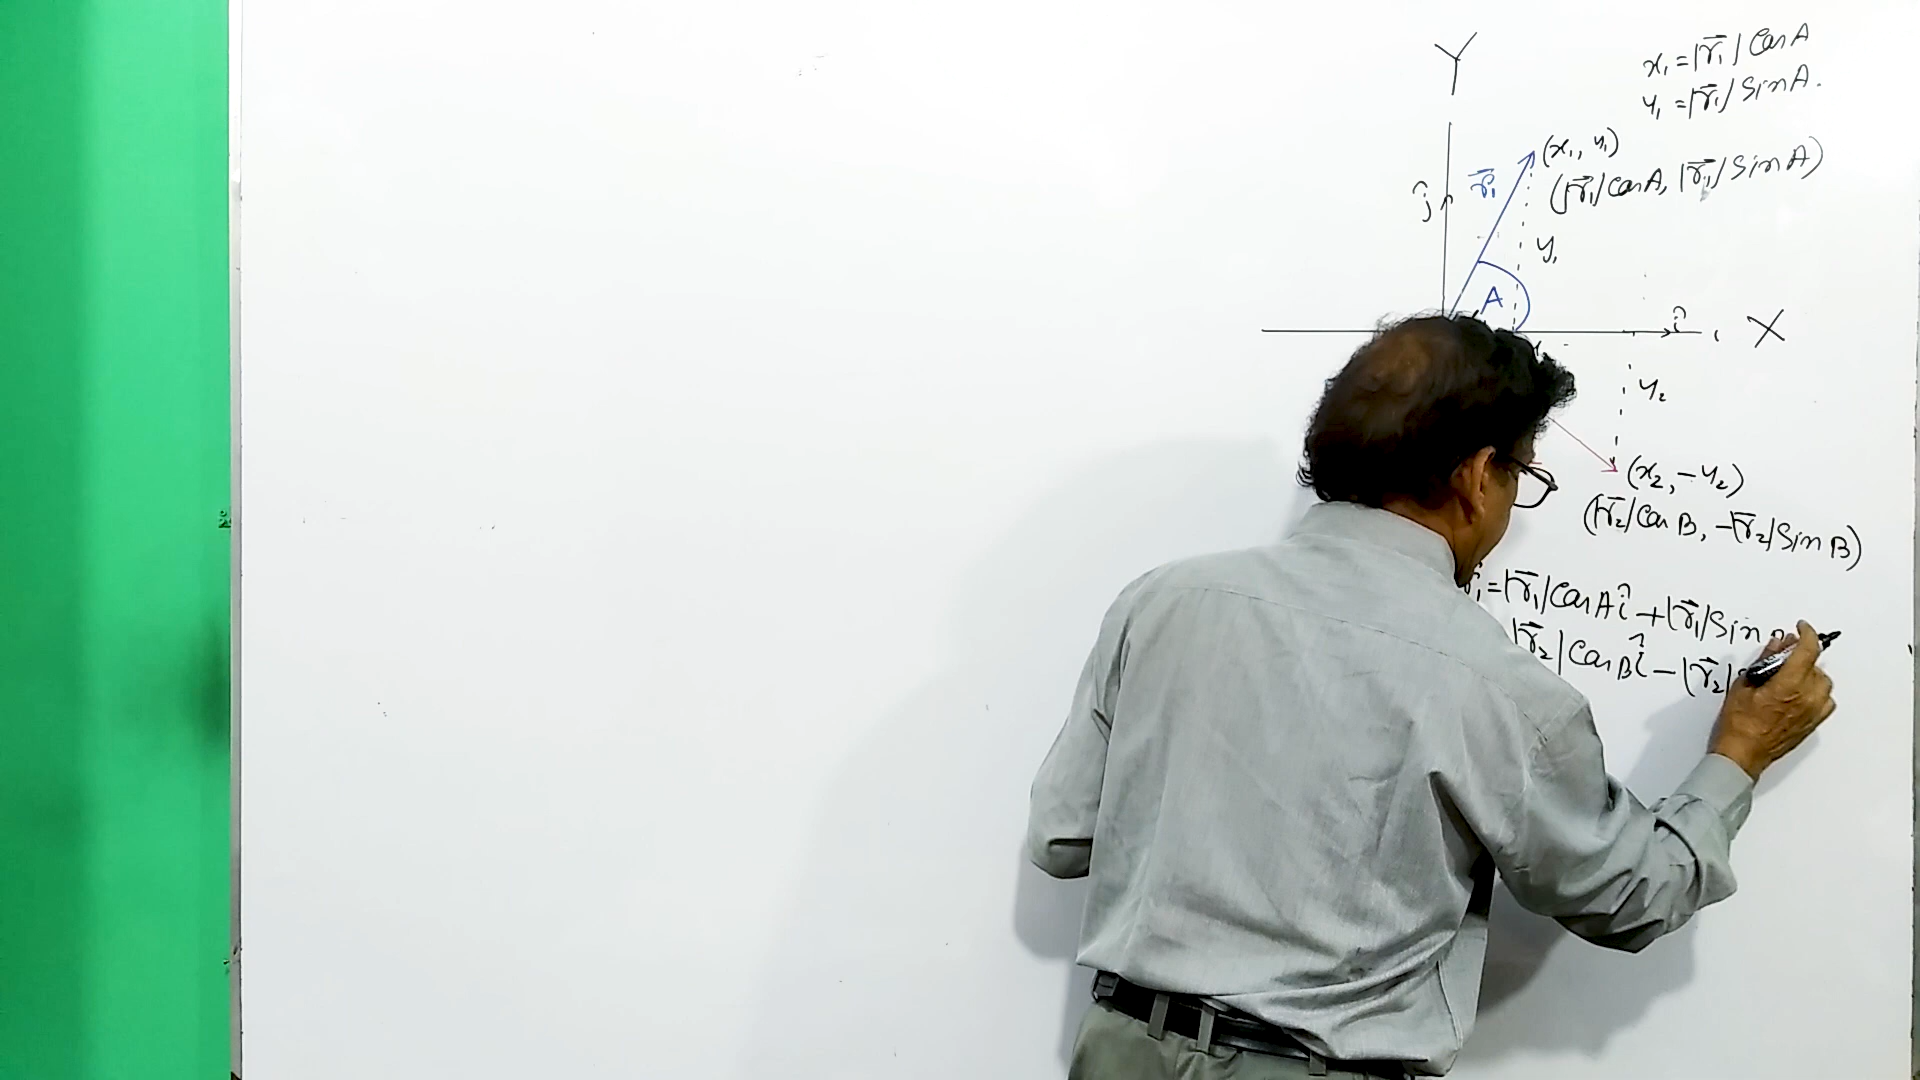 Y
x₁ = |r⃗₁| Cos A
y₁ = |r⃗₁| Sin A.
(x₁, y₁)
r⃗₁
(|r⃗₁| Cos A, |r⃗₁| Sin A)
ĵ
y₁
A
î
X
y₂
(x₂, -y₂)
(|r⃗₂| Cos B, -|r⃗₂| Sin B)
= |r⃗₁| Cos A î + |r⃗₁| Sin
|r⃗₂| Cos B î - |r⃗₂|